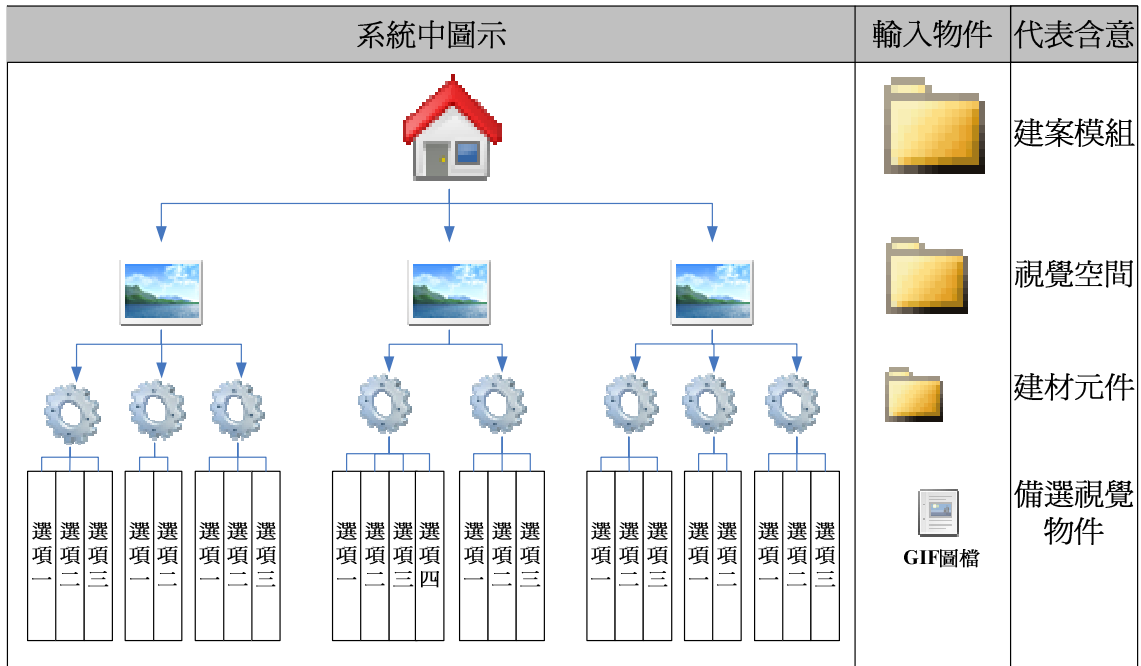 系統中圖示
輸入物件
代表含意
建案模組
視覺空間
建材元件
備選視覺
物件
GIF圖檔
選項一
選項二
選項三
選項一
選項二
選項一
選項二
選項三
選項一
選項二
選項三
選項四
選項一
選項二
選項三
選項一
選項二
選項三
選項一
選項二
選項一
選項二
選項三